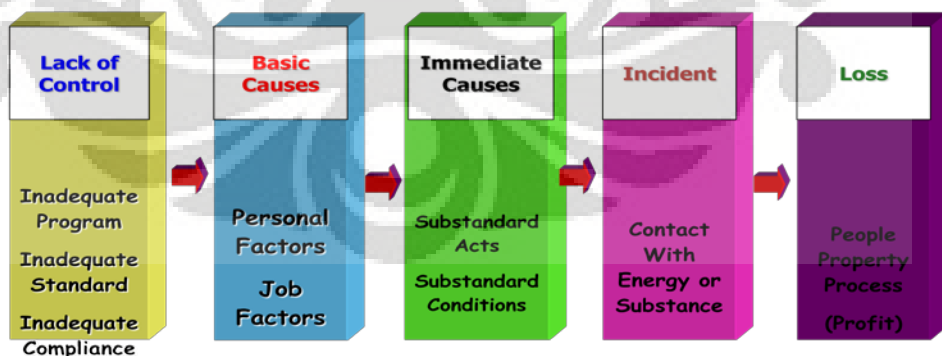 Lack of
Control
Inadequate
Program
Inadequate
Standard
Inadequate
Compliance
Basic
Causes
Personal
Factors
Job
Factors
Immediate
Causes
Substandard
Acts
Substandard
Conditions
Incident
Contact
With
Energy or
Substance
Loss
People
Property
Process
(Profit)